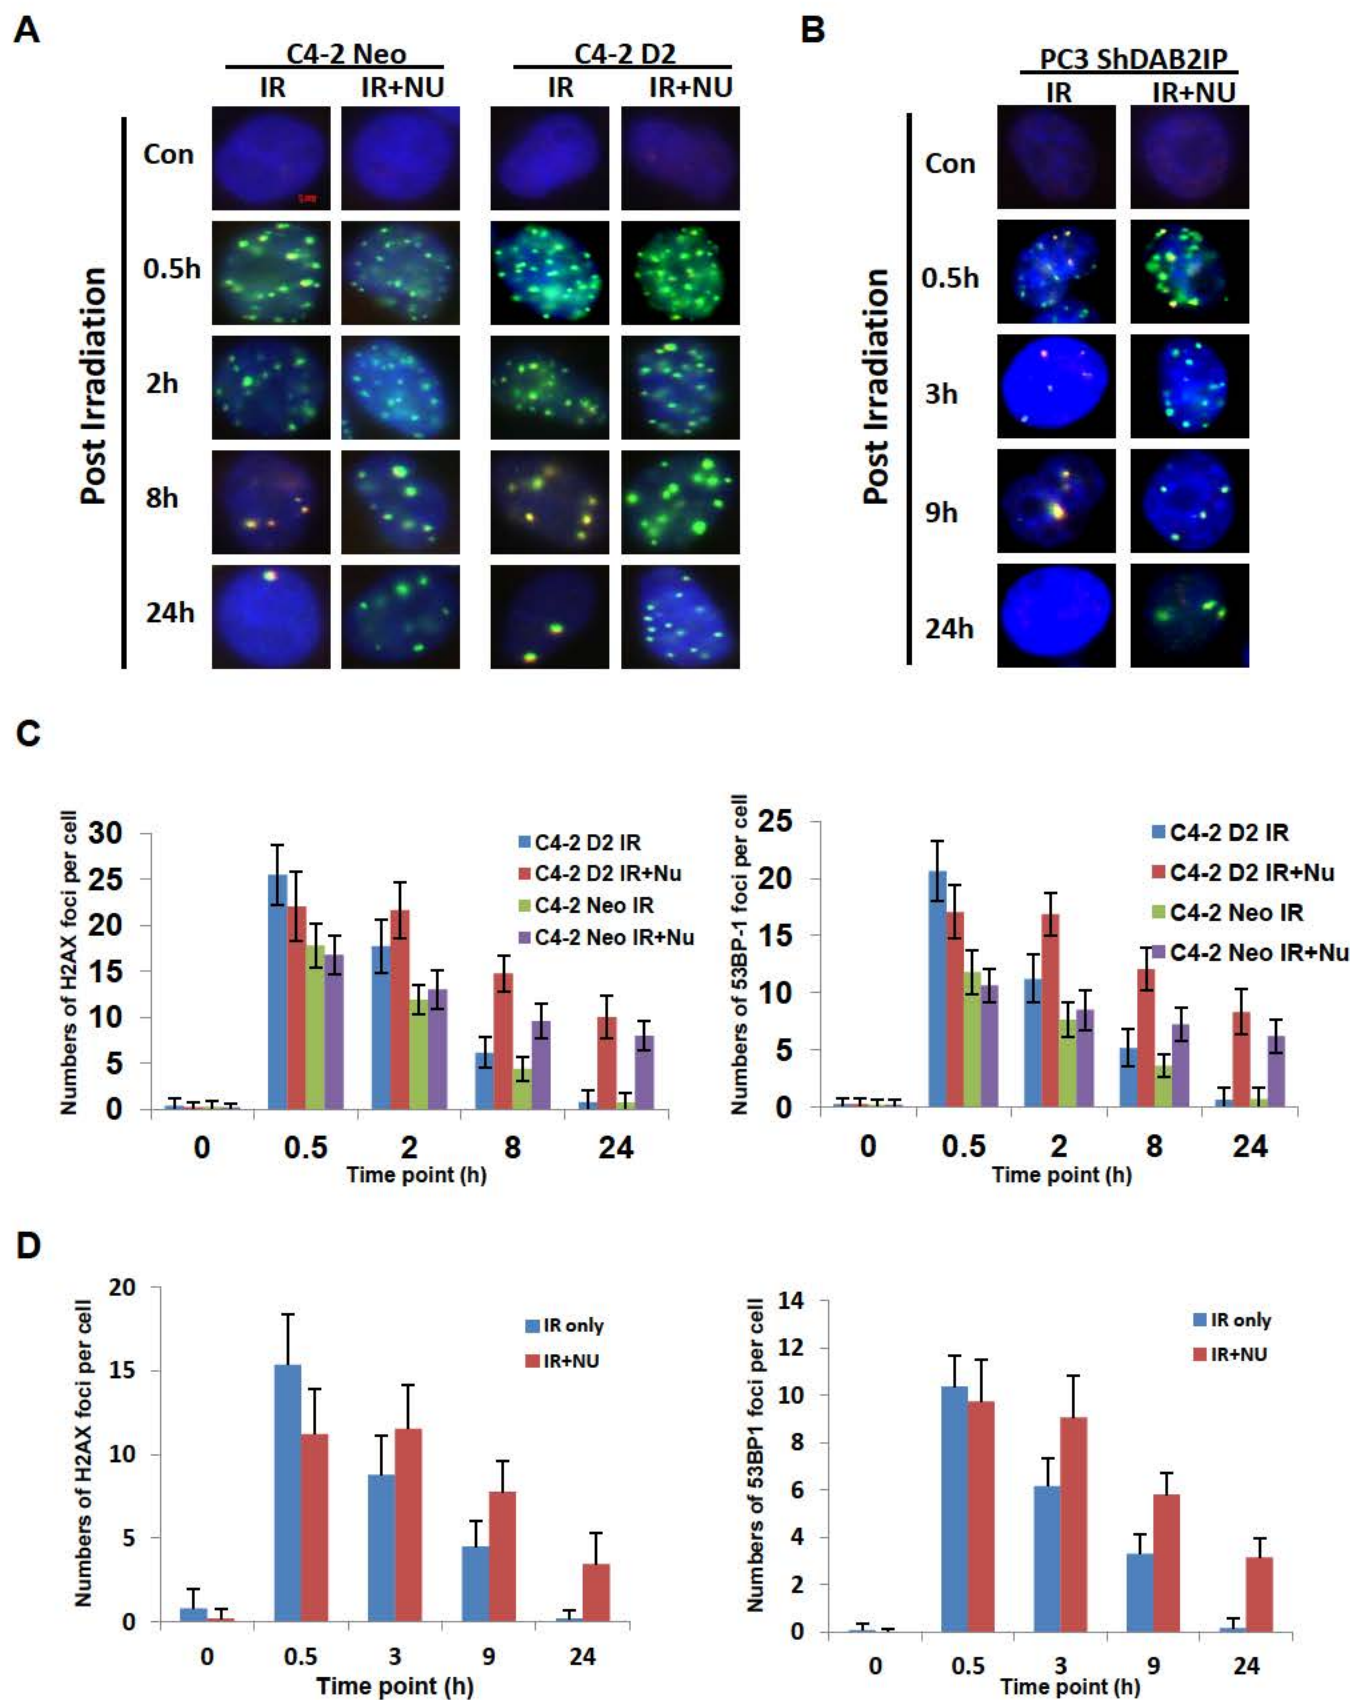 A
C4-2 Neo
C4-2 D2
IR
IR+NU
IR
IR+NU
Post Irradiation
Con
0.5h
2h
8h
24h
B
PC3 ShDAB2IP
IR
IR+NU
Post Irradiation
Con
0.5h
3h
9h
24h
C
Numbers of H2AX foci per cell
30
25
20
15
10
5
0
C4-2 D2 IR
C4-2 D2 IR+Nu
C4-2 Neo IR
C4-2 Neo IR+Nu
0 0.5 2 8 24
Time point (h)
Numbers of 53BP-1 foci per cell
25
20
15
10
5
0
C4-2 D2 IR
C4-2 D2 IR+Nu
C4-2 Neo IR
C4-2 Neo IR+Nu
0 0.5 2 8 24
Time point (h)
D
Numbers of H2AX foci per cell
20
15
10
5
0
IR only
IR+NU
0 0.5 3 9 24
Time point (h)
Numbers of 53BP1 foci per cell
14
12
10
8
6
4
2
0
IR only
IR+NU
0 0.5 3 9 24
Time point (h)